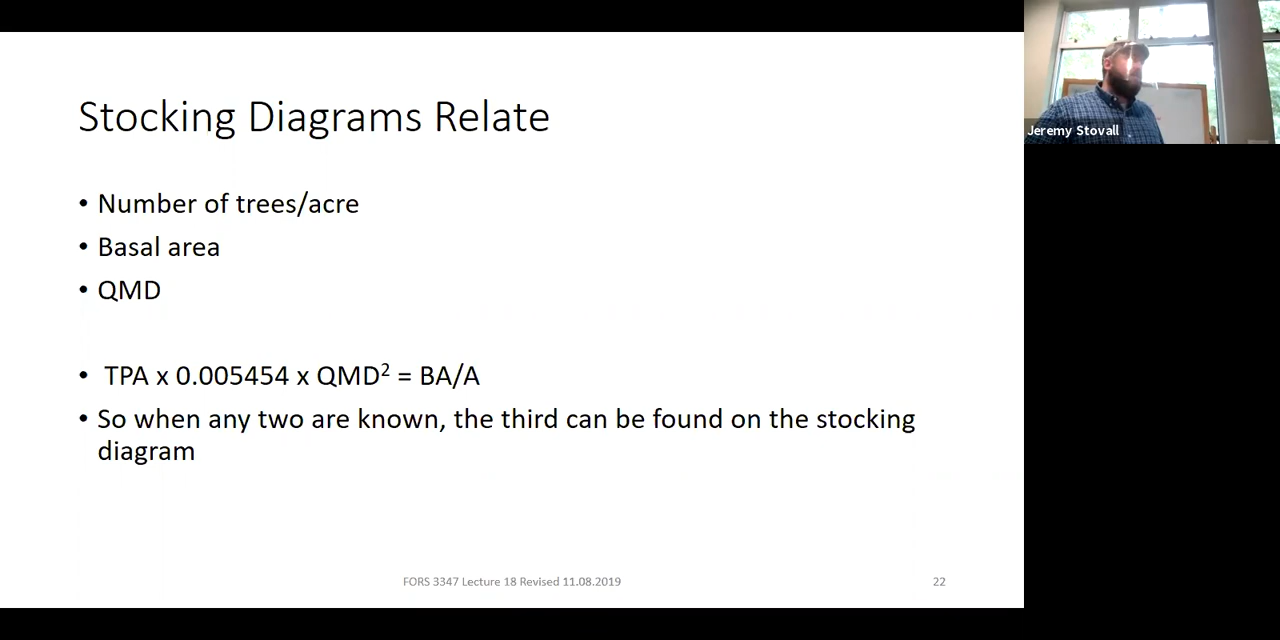 Stocking Diagrams Relate
• Number of trees/acre
• Basal area
• QMD
• TPA x 0.005454 x QMD² = BA/A
• So when any two are known, the third can be found on the stocking
diagram
FORS 3347 Lecture 18 Revised 11.08.2019
22
Jeremy Stovall